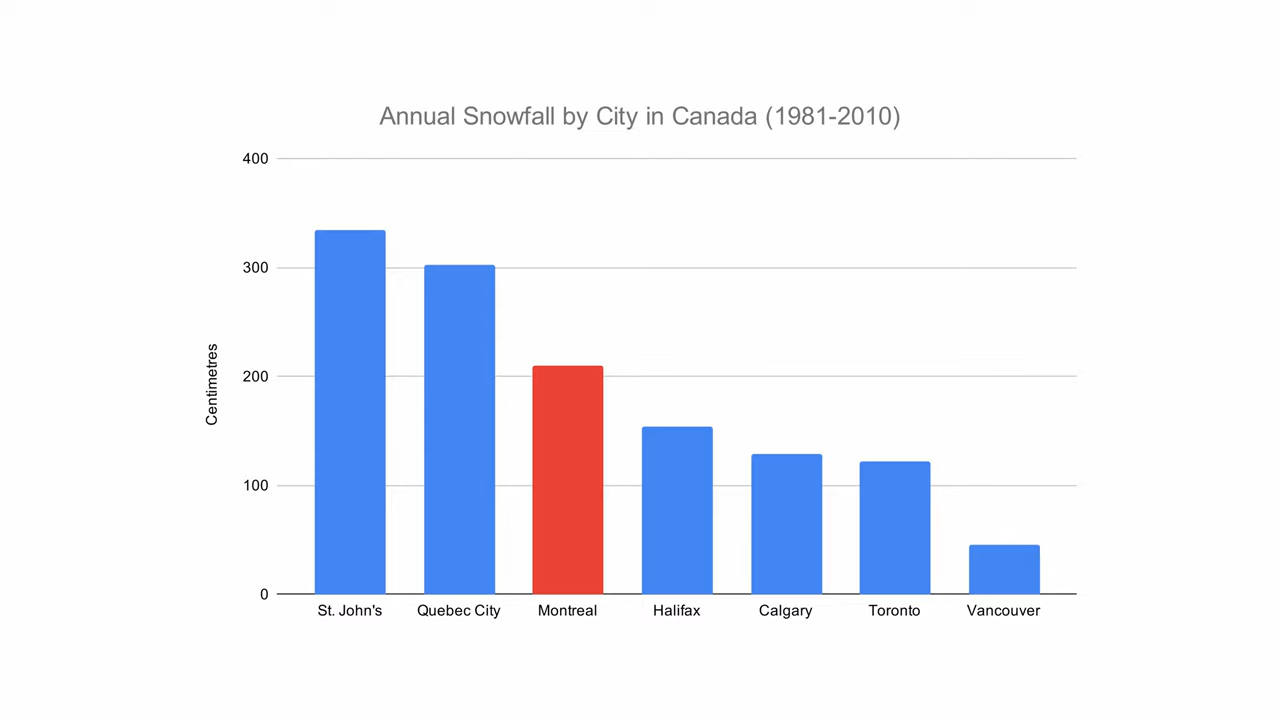 Annual Snowfall by City in Canada (1981-2010)
400
300
200
100
0
Centimetres
St. John's
Quebec City
Montreal
Halifax
Calgary
Toronto
Vancouver